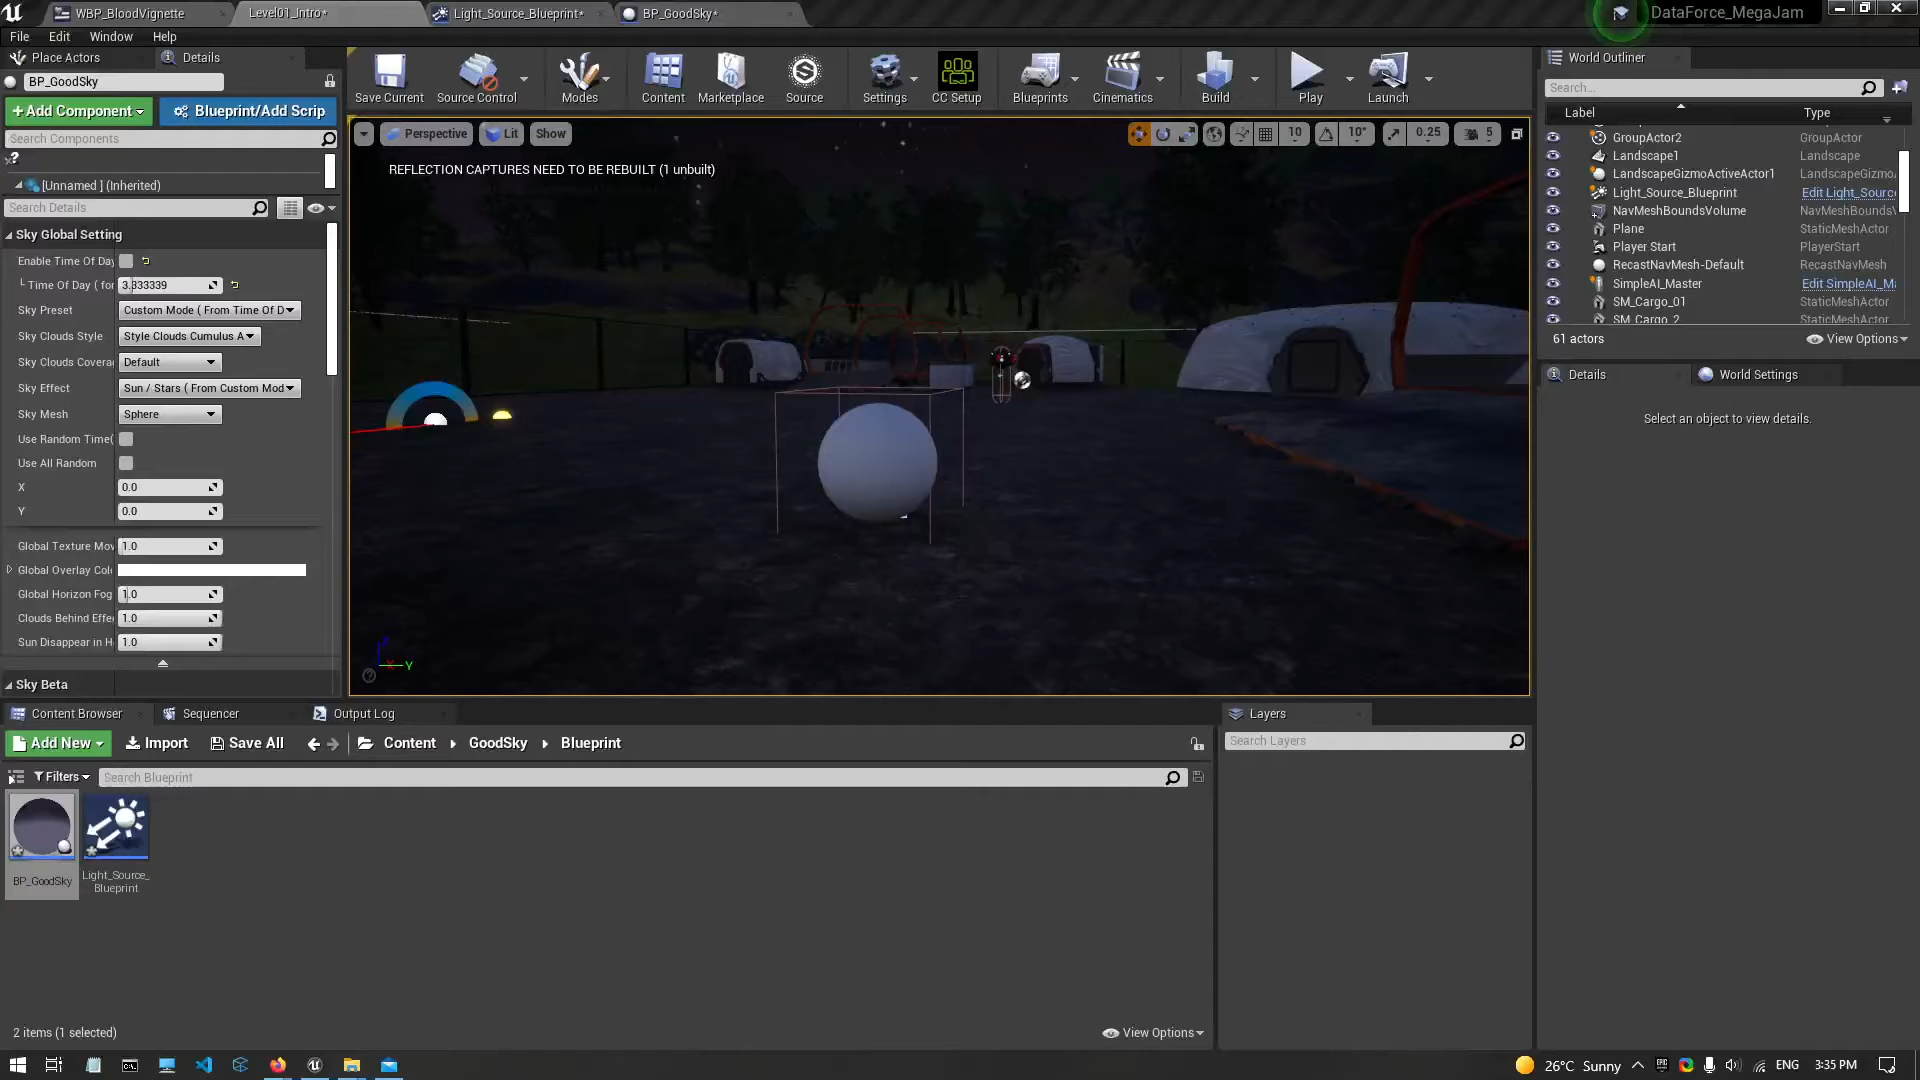 WBP_BloodVignette
Level01_Intro*
Light_Source_Blueprint*
BP_GoodSky*
DataForce_MegaJam
File Edit Window Help
Place Actors
Details
BP_GoodSky
+Add Component
Blueprint/Add Scrip
Search Components
[Unnamed ] (Inherited)
Search Details
Sky Global Setting
Enable Time Of Day
Time Of Day ( for
Sky Preset Custom Mode ( From Time Of D
Sky Clouds Style Style Clouds Cumulus A
Sky Clouds Covera Default
Sky Effect Sun / Stars ( From Custom Mod
Sky Mesh Sphere
Use Random Time(
Use All Random
X 0.0
Y 0.0
Global Texture Mov 1.0
Global Overlay Col
Global Horizon Fog 1.0
Clouds Behind Effe 1.0
Sun Disappear in H 1.0
Sky Beta
Save Current
Source Control
Modes
Content
Marketplace
Source
Settings
CC Setup
Blueprints
Cinematics
Build
Play
Launch
Perspective Lit Show
10 10° 0.25 5
REFLECTION CAPTURES NEED TO BE REBUILT (1 unbuilt)
Y
World Outliner
Search...
Label Type
GroupActor2 GroupActor
Landscape1 Landscape
LandscapeGizmoActiveActor1 LandscapeGizmo
Light_Source_Blueprint Edit Light_Source
NavMeshBoundsVolume NavMeshBounds
Plane StaticMeshActor
Player Start PlayerStart
RecastNavMesh-Default RecastNavMesh
SimpleAI_Master Edit SimpleAI_Ma
SM_Cargo_01 StaticMeshActor
SM_Cargo_2 StaticMeshActor
61 actors View Options
Details World Settings
Select an object to view details.
Content Browser Sequencer Output Log
Add New Import Save All Content GoodSky Blueprint
Filters Search Blueprint
BP_GoodSky
Light_Source_
Blueprint
2 items (1 selected)
View Options
Layers
Search Layers
26°C Sunny ENG 3:35 PM